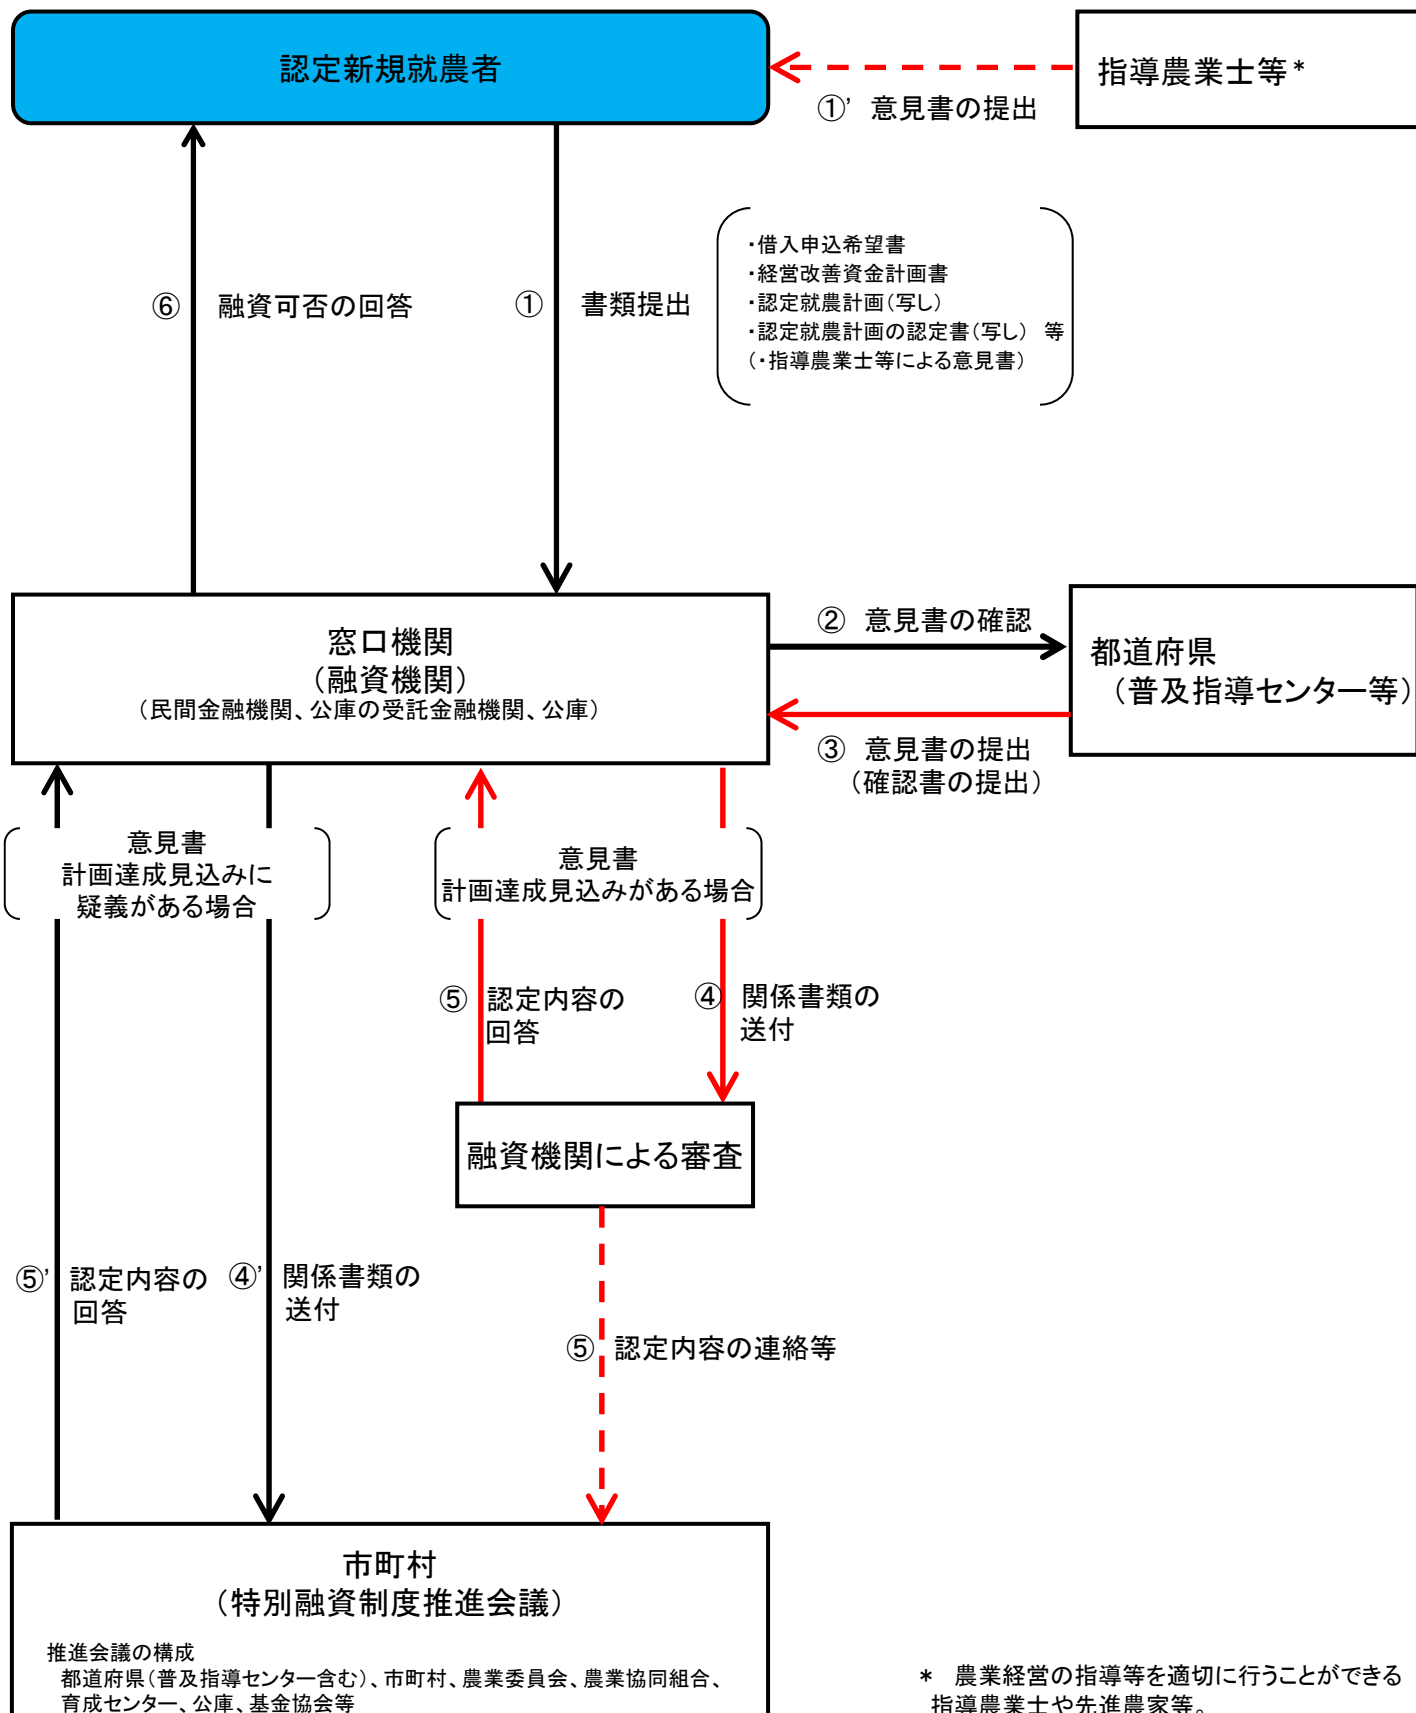 認定新規就農者
指導農業士等*
①’ 意見書の提出
⑥ 融資可否の回答
① 書類提出
・借入申込希望書
・経営改善資金計画書
・認定就農計画(写し)
・認定就農計画の認定書(写し) 等
(・指導農業士等による意見書)
窓口機関
(融資機関)
(民間金融機関、公庫の受託金融機関、公庫)
② 意見書の確認
都道府県
(普及指導センター等)
③ 意見書の提出
(確認書の提出)
意見書
計画達成見込みに
疑義がある場合
意見書
計画達成見込みがある場合
⑤ 認定内容の
回答
④ 関係書類の
送付
融資機関による審査
⑤’ 認定内容の
回答
④’ 関係書類の
送付
⑤ 認定内容の連絡等
市町村
(特別融資制度推進会議)
推進会議の構成
都道府県(普及指導センター含む)、市町村、農業委員会、農業協同組合、
育成センター、公庫、基金協会等
* 農業経営の指導等を適切に行うことができる
指導農業士や先進農家等。